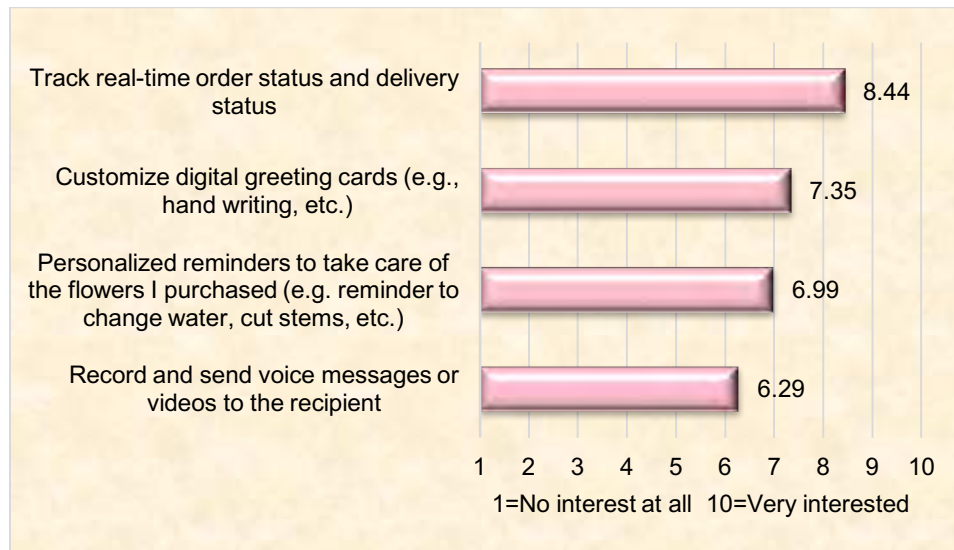 Track real-time order status and delivery
status
8.44
Customize digital greeting cards (e.g.,
hand writing, etc.)
7.35
Personalized reminders to take care of
the flowers I purchased (e.g. reminder to
change water, cut stems, etc.)
6.99
Record and send voice messages or
videos to the recipient
6.29
1 2 3 4 5 6 7 8 9 10
1=No interest at all 10=Very interested